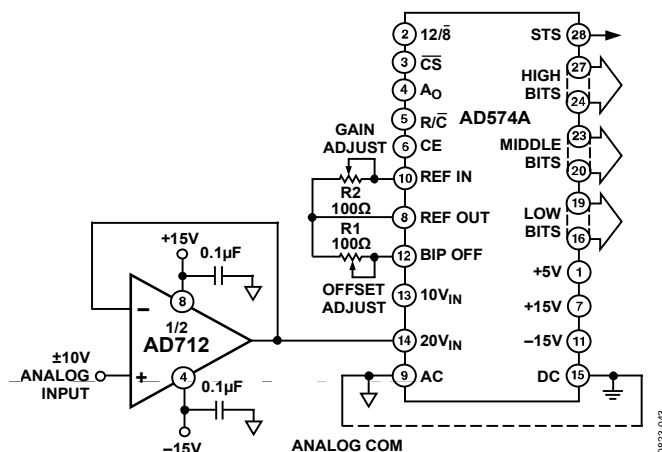 2
12/8̅
3
C̅S̅
4
AO
5
R/C̅
6
CE
10
REF IN
8
REF OUT
12
BIP OFF
13
10VIN
14
20VIN
9
AC
AD574A
STS
28
HIGH
BITS
27
24
MIDDLE
BITS
23
20
LOW
BITS
19
16
+5V
1
+15V
7
–15V
11
DC
15
GAIN
ADJUST
R2
100Ω
R1
100Ω
OFFSET
ADJUST
+15V
0.1µF
8
1/2
AD712
–
+
±10V
ANALOG
INPUT
4
0.1µF
–15V
ANALOG COM